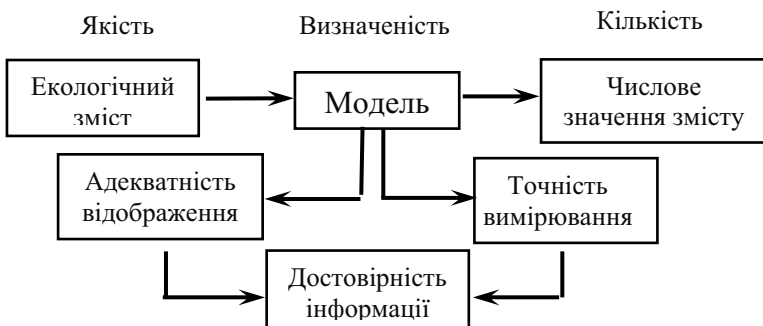 Якість
Визначеність
Кількість
Екологічний
зміст
Модель
Числове
значення змісту
Адекватність
відображення
Точність
вимірювання
Достовірність
інформації